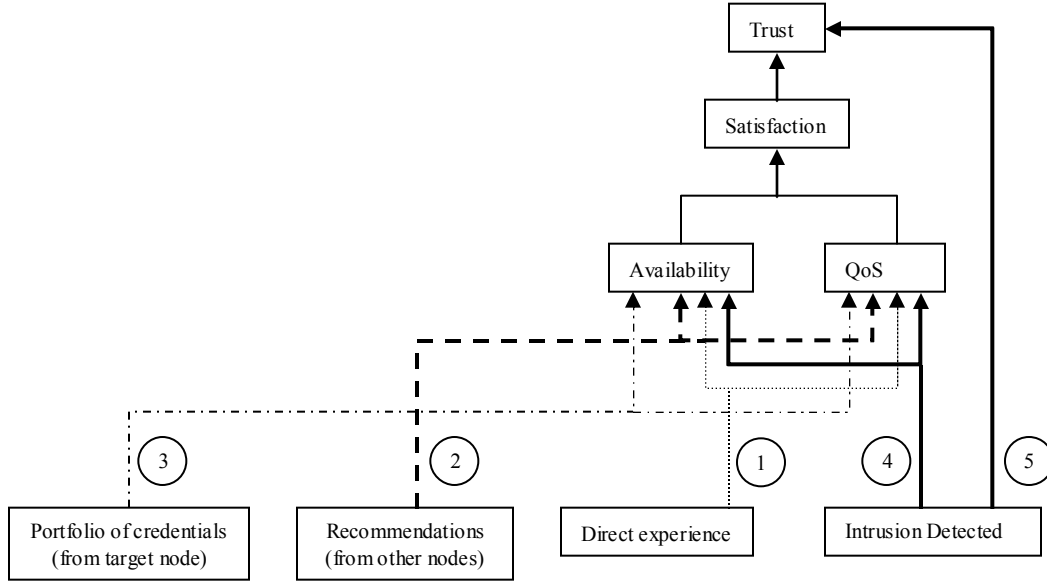 Trust
Satisfaction
Availability
QoS
3
2
1
4
5
Portfolio of credentials
(from target node)
Recommendations
(from other nodes)
Direct experience
Intrusion Detected